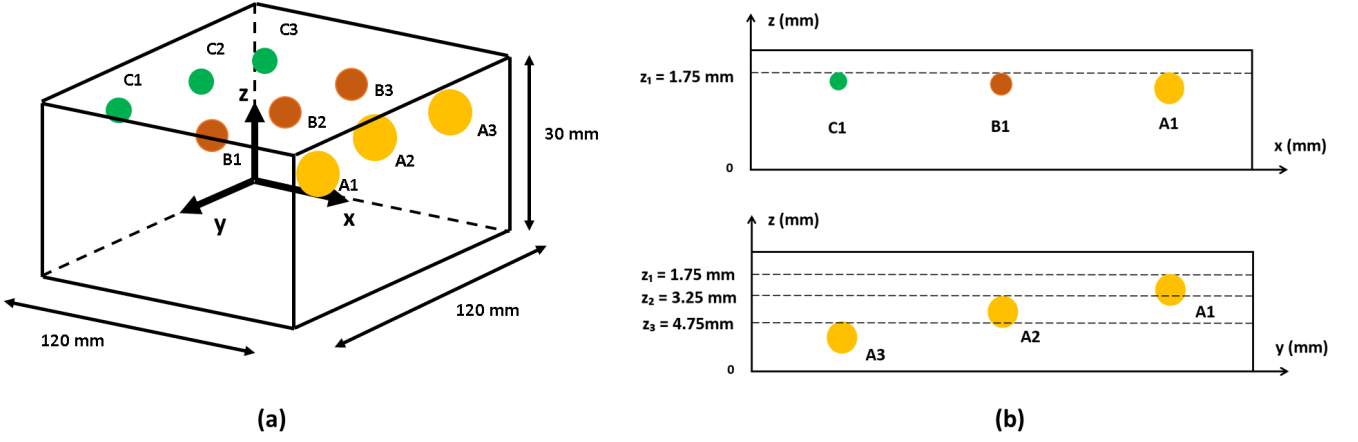 C1
C2
C3
z
B1
B2
B3
A1
A2
A3
y
x
30 mm
120 mm
120 mm
(a)
z (mm)
z₁ = 1.75 mm
C1
B1
A1
0
x (mm)
z (mm)
z₁ = 1.75 mm
z₂ = 3.25 mm
z₃ = 4.75mm
A1
A2
A3
0
y (mm)
(b)